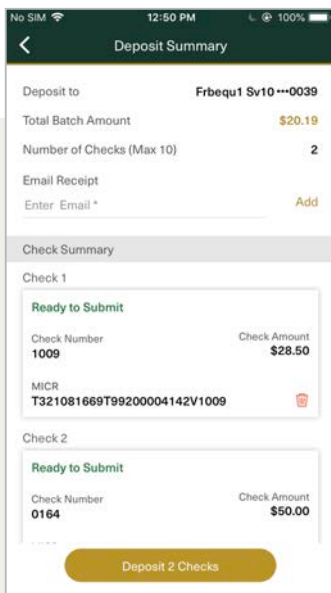 No SIM 12:50 PM 100%
Deposit Summary
Deposit to Frbequ1 Sv10 •••0039
Total Batch Amount $20.19
Number of Checks (Max 10) 2
Email Receipt
Enter Email * Add
Check Summary
Check 1
Ready to Submit
Check Number Check Amount
1009 $28.50
MICR
T321081669T99200004142V1009
Check 2
Ready to Submit
Check Number Check Amount
0164 $50.00
Deposit 2 Checks